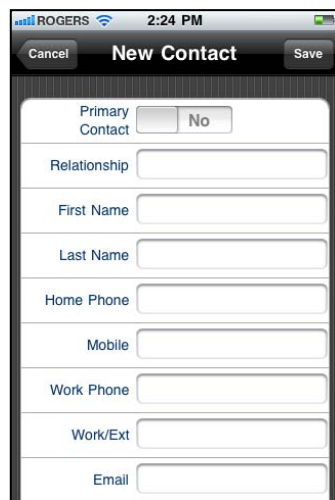 ROGERS 2:24 PM
Cancel New Contact Save
Primary
Contact No
Relationship
First Name
Last Name
Home Phone
Mobile
Work Phone
Work/Ext
Email